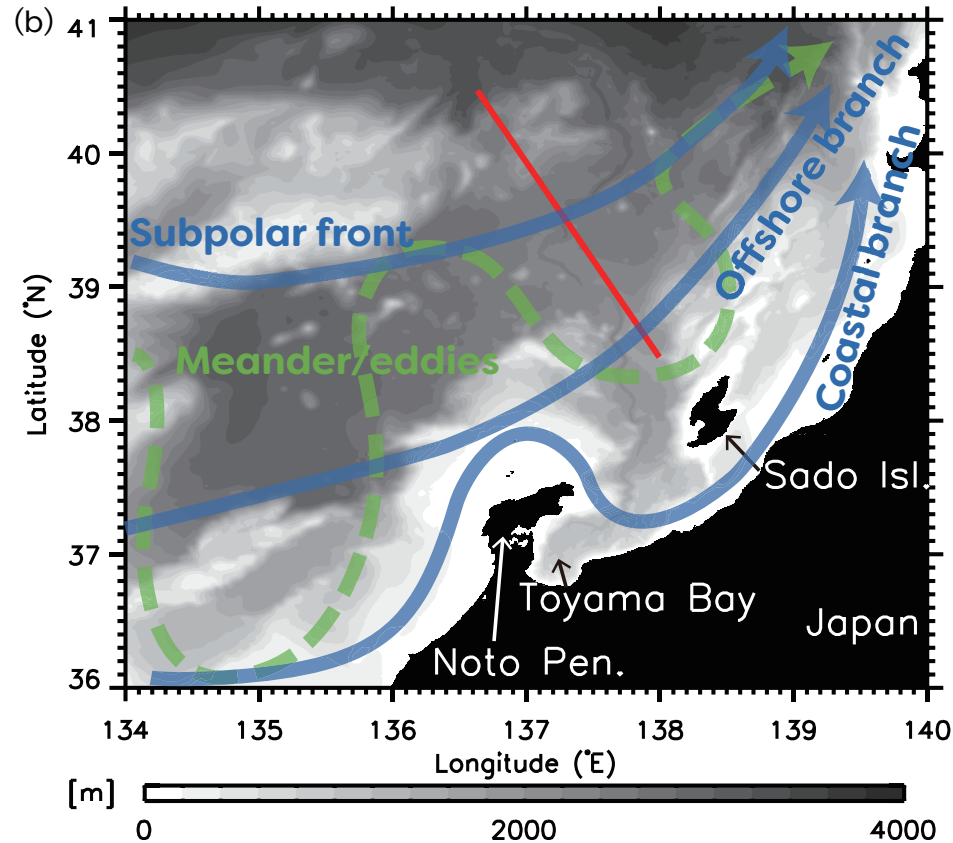 (b)
41
40
39
38
37
36
Latitude (°N)
Subpolar front
Meander/eddies
Offshore branch
Coastal branch
Sado Isl.
Toyama Bay
Japan
Noto Pen.
134 135 136 137 138 139 140
Longitude (°E)
[m]
0 2000 4000